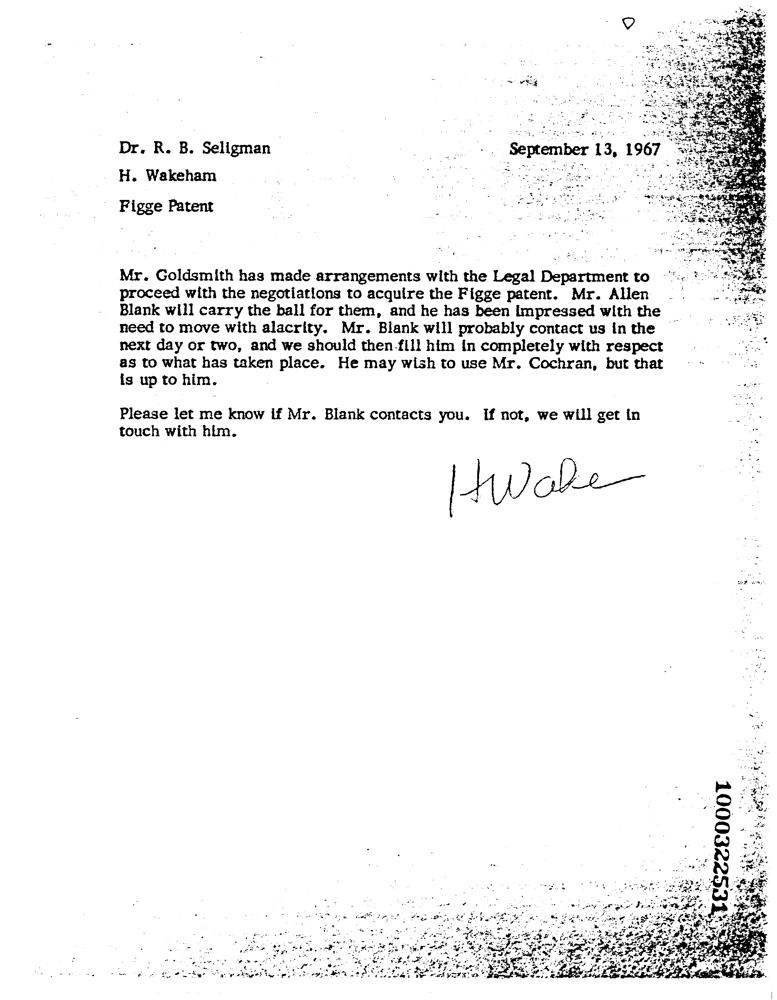 Dr. R. B. Seligman September 13, 1967
H. Wakeham
Figge Patent
Mr. Goldsmith has made arrangements with the Legal Department to
proceed with the negotiations to acquire the Figge patent. Mr. Allen
Blank will carry the ball for them, and he has been impressed with the
need to move with alacrity. Mr. Blank will probably contact us in the
next day or two, and we should then fill him in completely with respect
as to what has taken place. He may wish to use Mr. Cochran, but that
is up to him.
Please let me know if Mr. Blank contacts you. If not, we will get in
touch with him.
HWake
1000322531